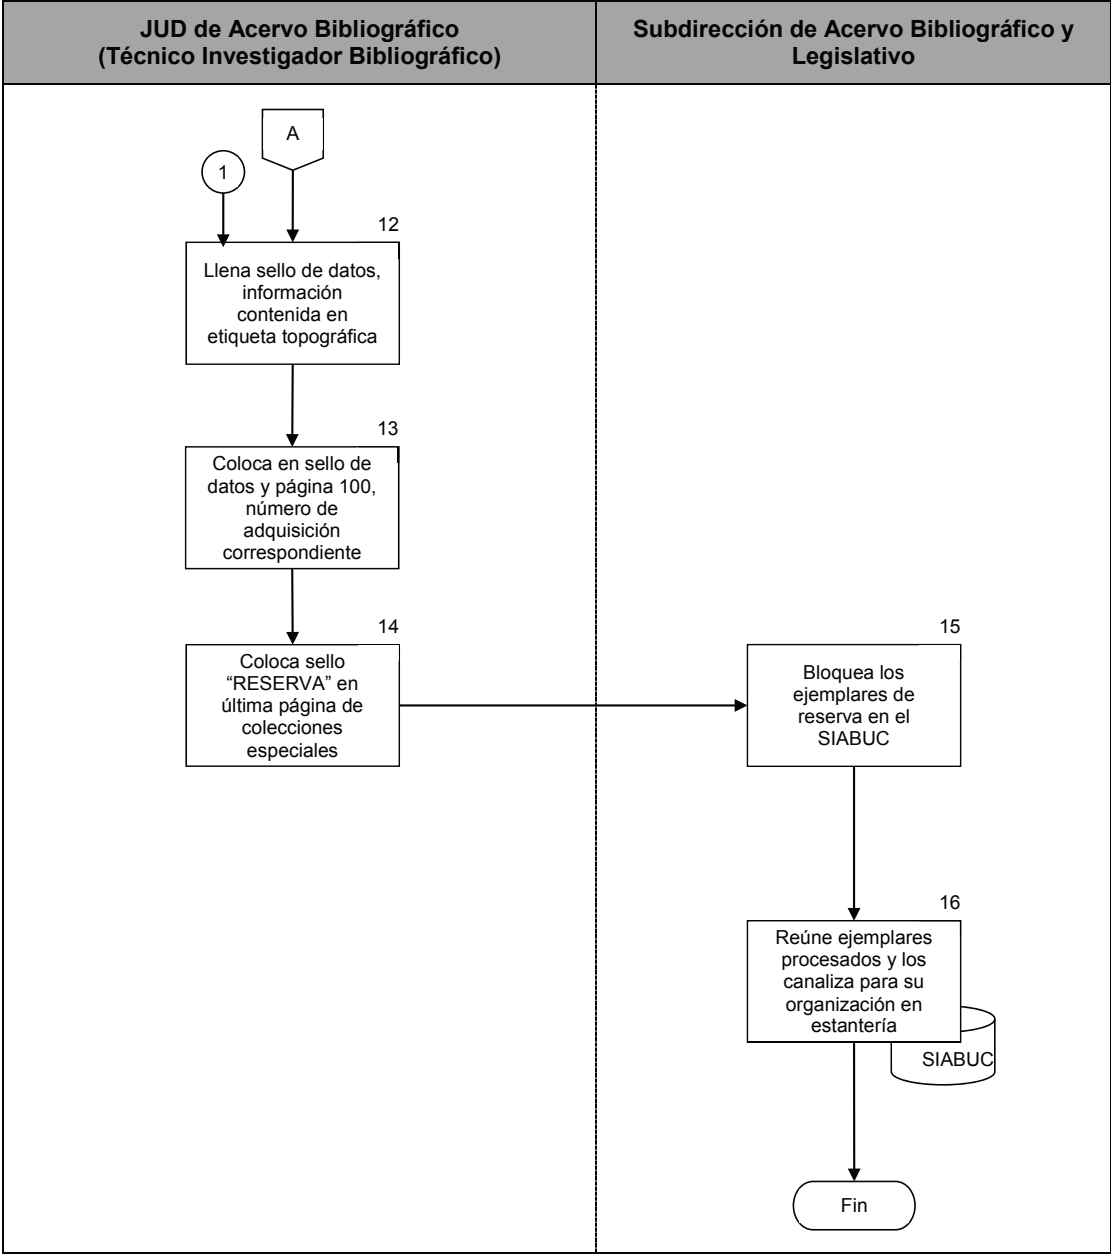 JUD de Acervo Bibliográfico
(Técnico Investigador Bibliográfico)
Subdirección de Acervo Bibliográfico y
Legislativo
A
1
12
Llena sello de datos,
información
contenida en
etiqueta topográfica
13
Coloca en sello de
datos y página 100,
número de
adquisición
correspondiente
14
Coloca sello
“RESERVA” en
última página de
colecciones
especiales
15
Bloquea los
ejemplares de
reserva en el
SIABUC
16
Reúne ejemplares
procesados y los
canaliza para su
organización en
estantería
SIABUC
Fin